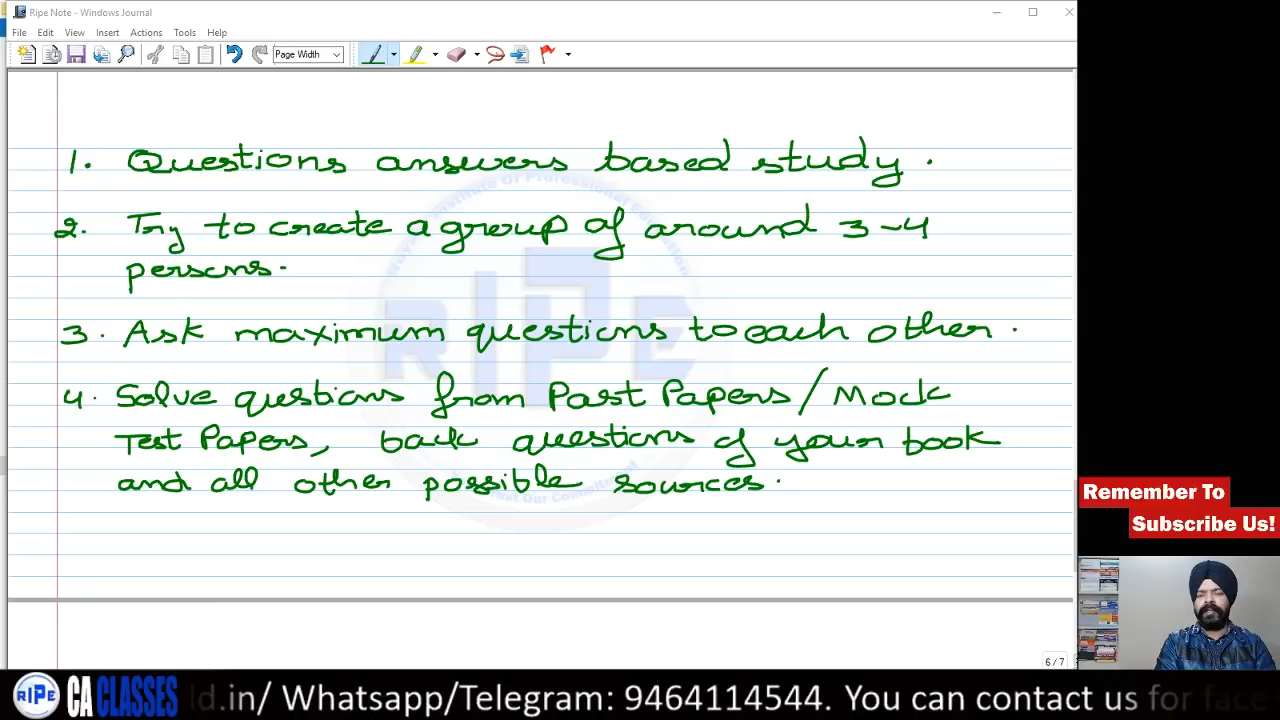 Ripe Note - Windows Journal
File Edit View Insert Actions Tools Help
Page Width
1. Questions answers based study.
2. Try to create a group of around 3-4
persons.
3. Ask maximum questions to each other.
4. Solve questions from Past Papers/Mock
Test Papers, back questions of your book
and all other possible sources.
RIPE
Remember To
Subscribe Us!
6/7
RIPE CA CLASSES ld.in/ Whatsapp/Telegram: 9464114544. You can contact us for face